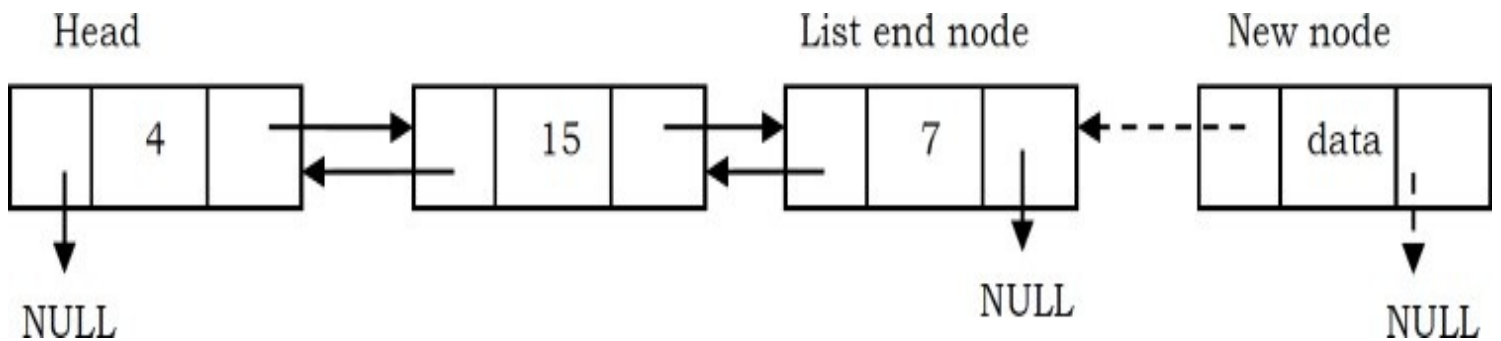 Head List end node New node
4 15 7 data
NULL NULL NULL